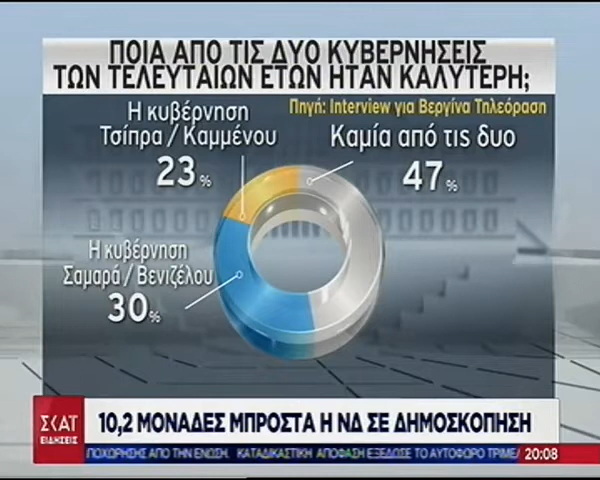 ΠΟΙΑ ΑΠΟ ΤΙΣ ΔΥΟ ΚΥΒΕΡΝΗΣΕΙΣ
ΤΩΝ ΤΕΛΕΥΤΑΙΩΝ ΕΤΩΝ ΗΤΑΝ ΚΑΛΥΤΕΡΗ;
Πηγή: Interview για Βεργίνα Τηλεόραση
Η κυβέρνηση
Τσίπρα / Καμμένου
23%
Καμία από τις δυο
47%
Η κυβέρνηση
Σαμαρά / Βενιζέλου
30%
ΣΚΑΪ
ΕΙΔΗΣΕΙΣ
10,2 ΜΟΝΑΔΕΣ ΜΠΡΟΣΤΑ Η ΝΔ ΣΕ ΔΗΜΟΣΚΟΠΗΣΗ
ΠΟΧΩΡΗΣΗΣ ΑΠΟ ΤΗΝ ΕΝΩΣΗ. ΚΑΤΑΔΙΚΑΣΤΙΚΗ ΑΠΟΦΑΣΗ ΕΞΕΔΩΣΕ ΤΟ ΑΥΤΟΦΩΡΟ ΤΡΙΜΕΛ
20:08